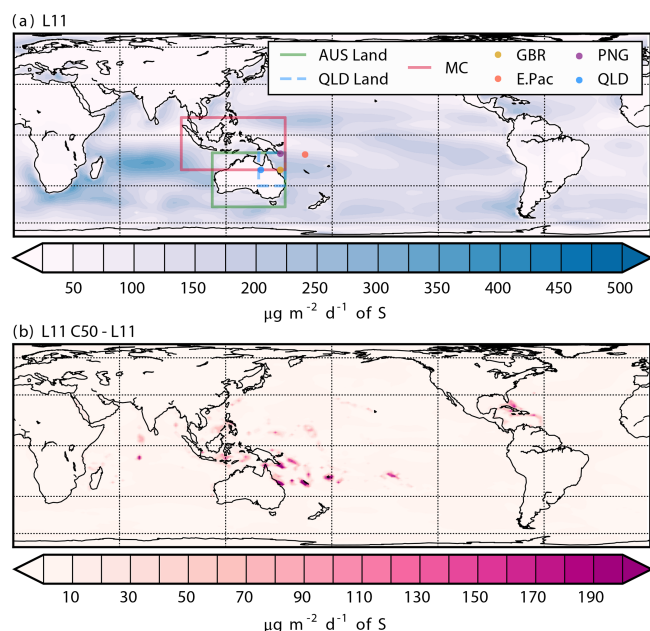 (a) L11
AUS Land
QLD Land
MC
GBR
E.Pac
PNG
QLD
50 100 150 200 250 300 350 400 450 500
μg m⁻² d⁻¹ of S
(b) L11 C50 - L11
10 30 50 70 90 110 130 150 170 190
μg m⁻² d⁻¹ of S